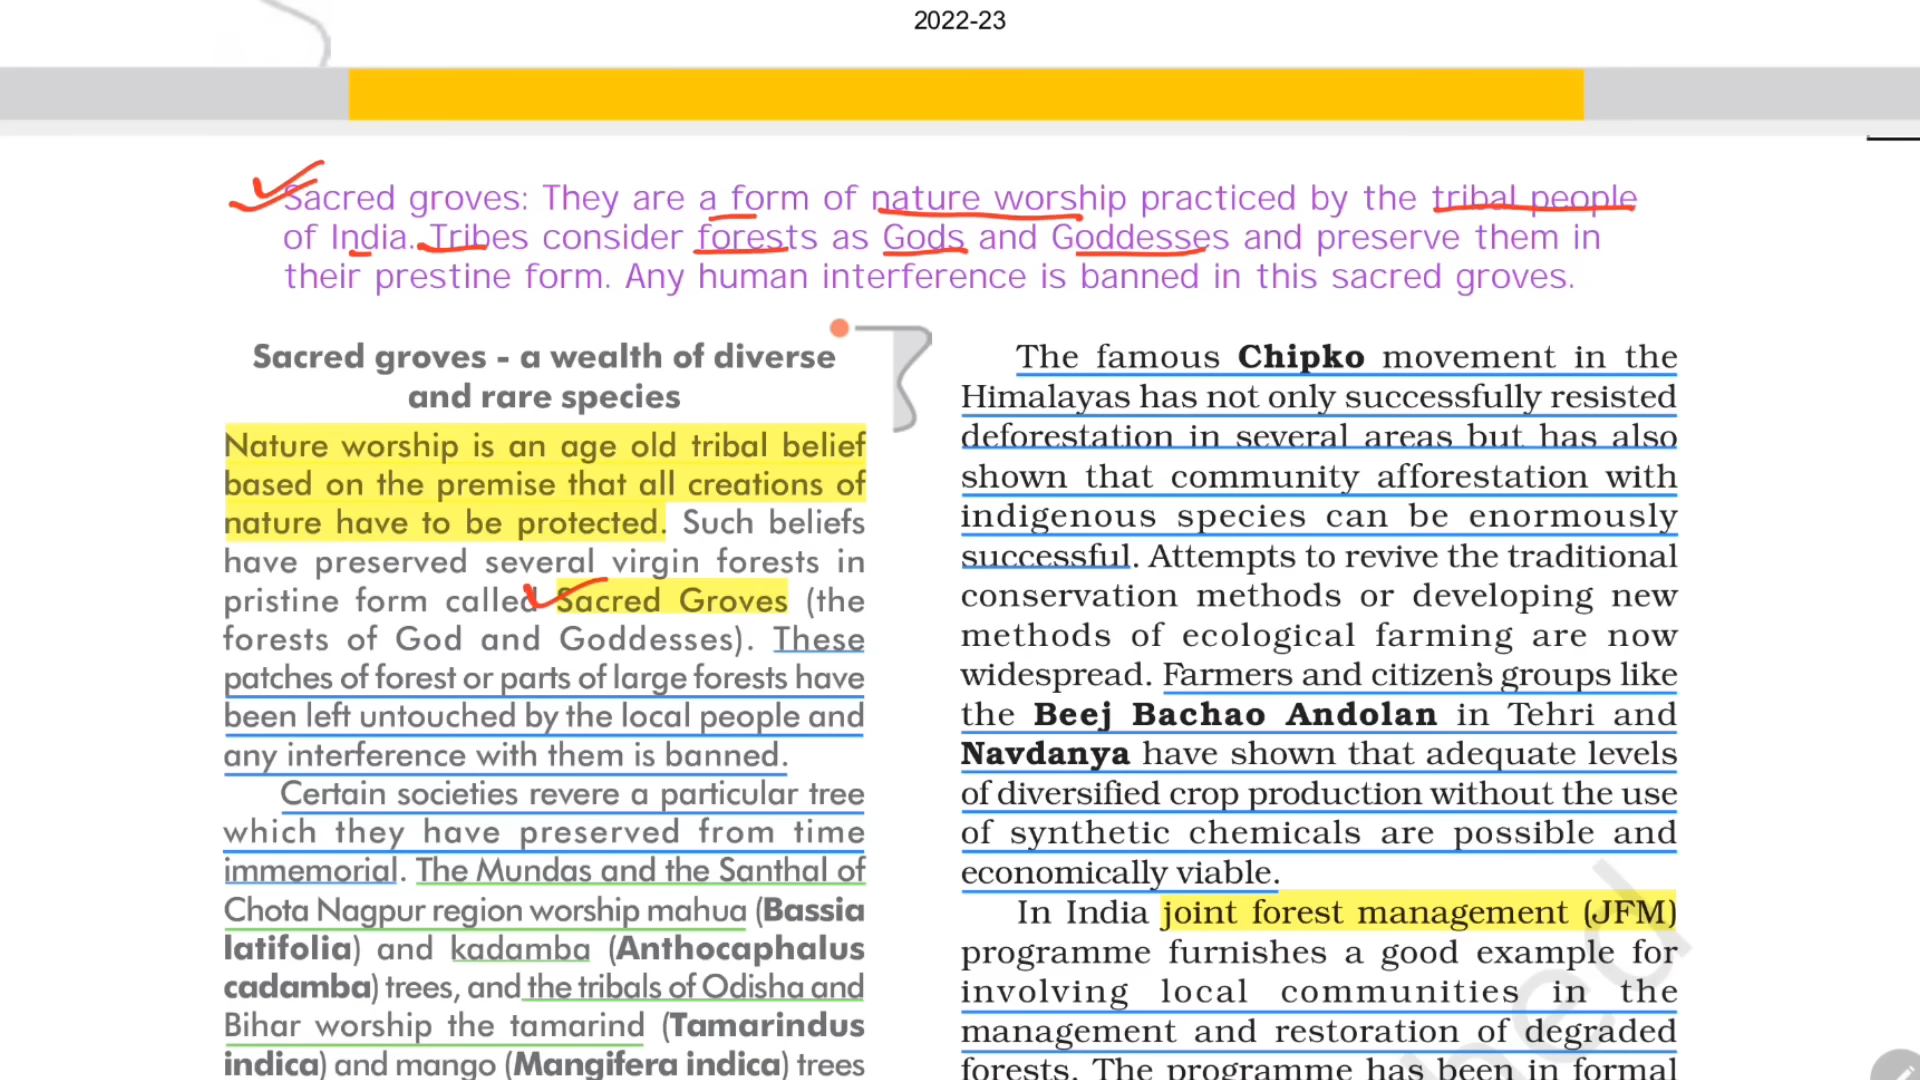 2022-23
Sacred groves: They are a form of nature worship practiced by the tribal people
of India. Tribes consider forests as Gods and Goddesses and preserve them in
their prestine form. Any human interference is banned in this sacred groves.
Sacred groves - a wealth of diverse
and rare species
Nature worship is an age old tribal belief
based on the premise that all creations of
nature have to be protected. Such beliefs
have preserved several virgin forests in
pristine form called Sacred Groves (the
forests of God and Goddesses). These
patches of forest or parts of large forests have
been left untouched by the local people and
any interference with them is banned.
Certain societies revere a particular tree
which they have preserved from time
immemorial. The Mundas and the Santhal of
Chota Nagpur region worship mahua (Bassia
latifolia) and kadamba (Anthocaphalus
cadamba) trees, and the tribals of Odisha and
Bihar worship the tamarind (Tamarindus
indica) and mango (Mangifera indica) trees
The famous Chipko movement in the
Himalayas has not only successfully resisted
deforestation in several areas but has also
shown that community afforestation with
indigenous species can be enormously
successful. Attempts to revive the traditional
conservation methods or developing new
methods of ecological farming are now
widespread. Farmers and citizen's groups like
the Beej Bachao Andolan in Tehri and
Navdanya have shown that adequate levels
of diversified crop production without the use
of synthetic chemicals are possible and
economically viable.
In India joint forest management (JFM)
programme furnishes a good example for
involving local communities in the
management and restoration of degraded
forests. The programme has been in formal